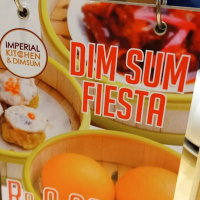 IMPERIAL
KITCHEN
& DIMSUM
DIM SUM
FIESTA